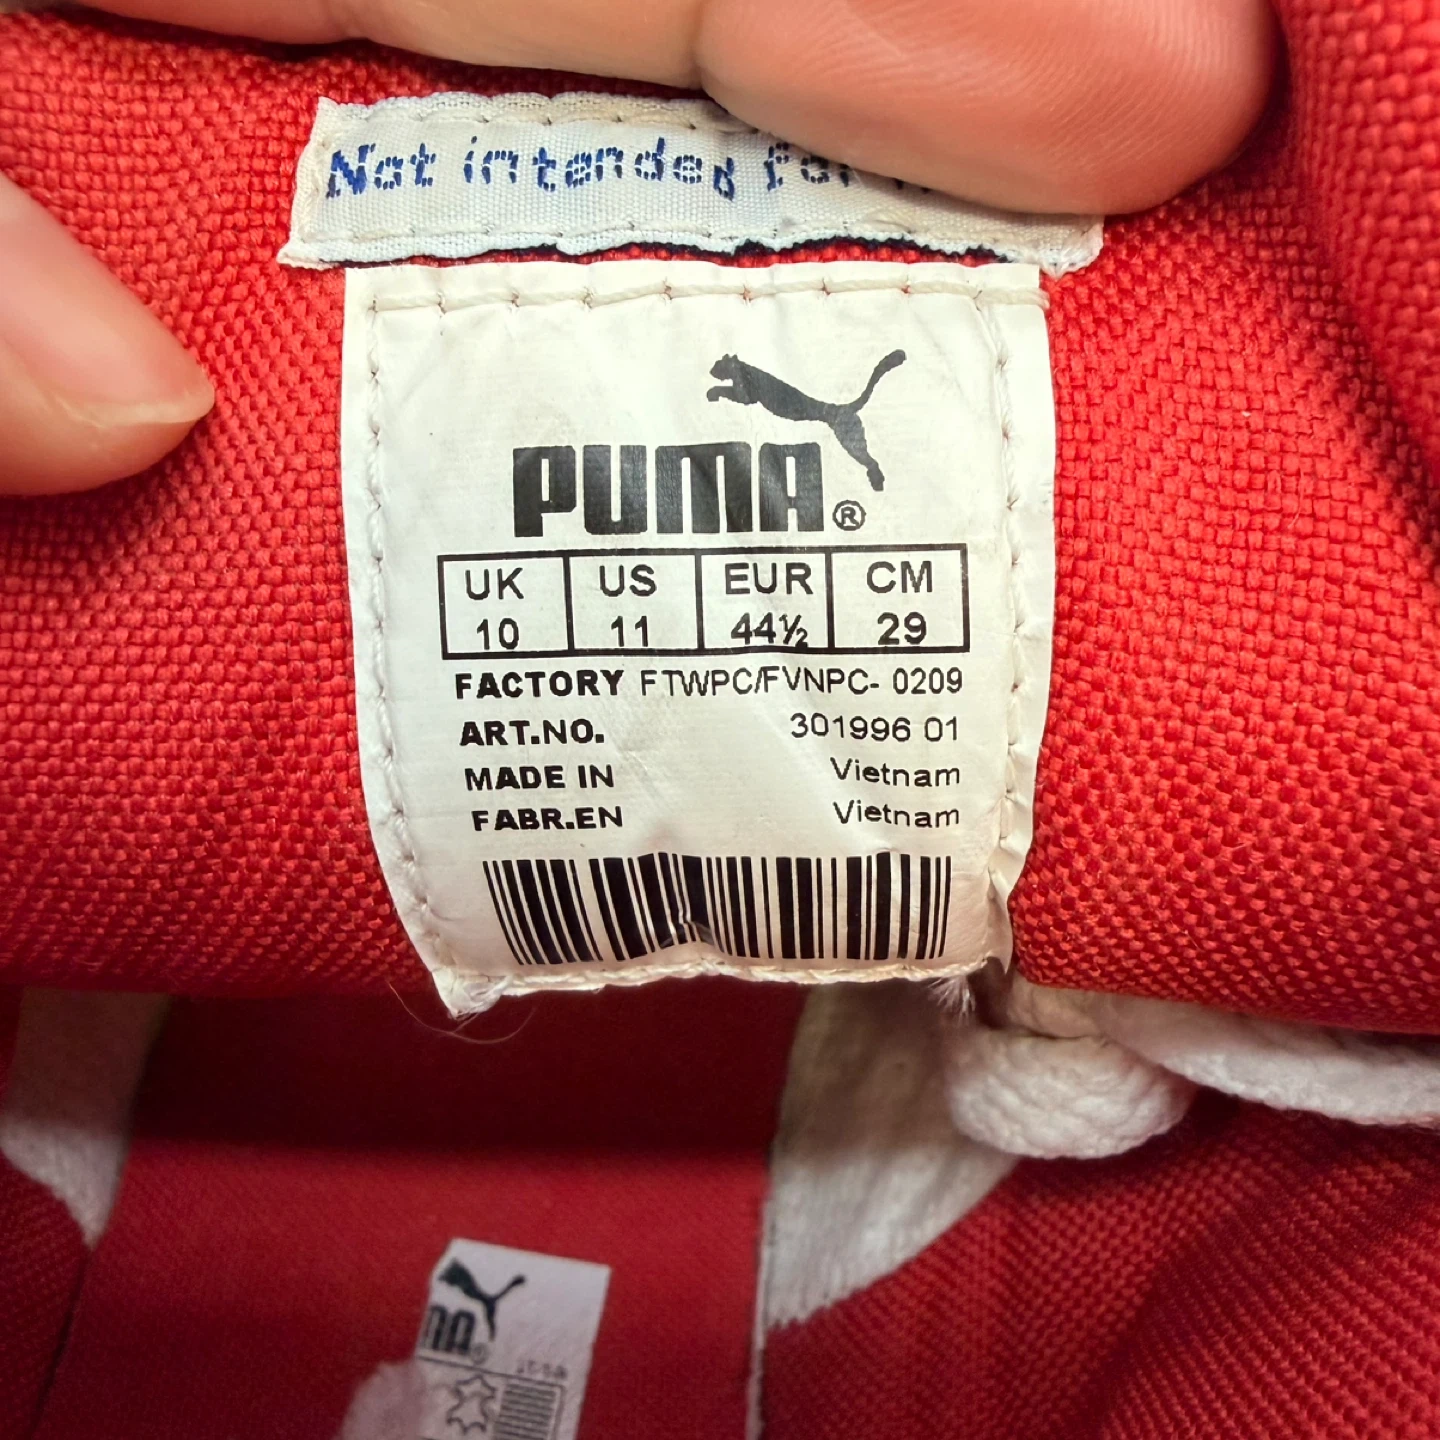 Not intended for
PUMA®
UK US EUR CM
10 11 44½ 29
FACTORY FTWPC/FVNPC- 0209
ART.NO. 301996 01
MADE IN Vietnam
FABR.EN Vietnam